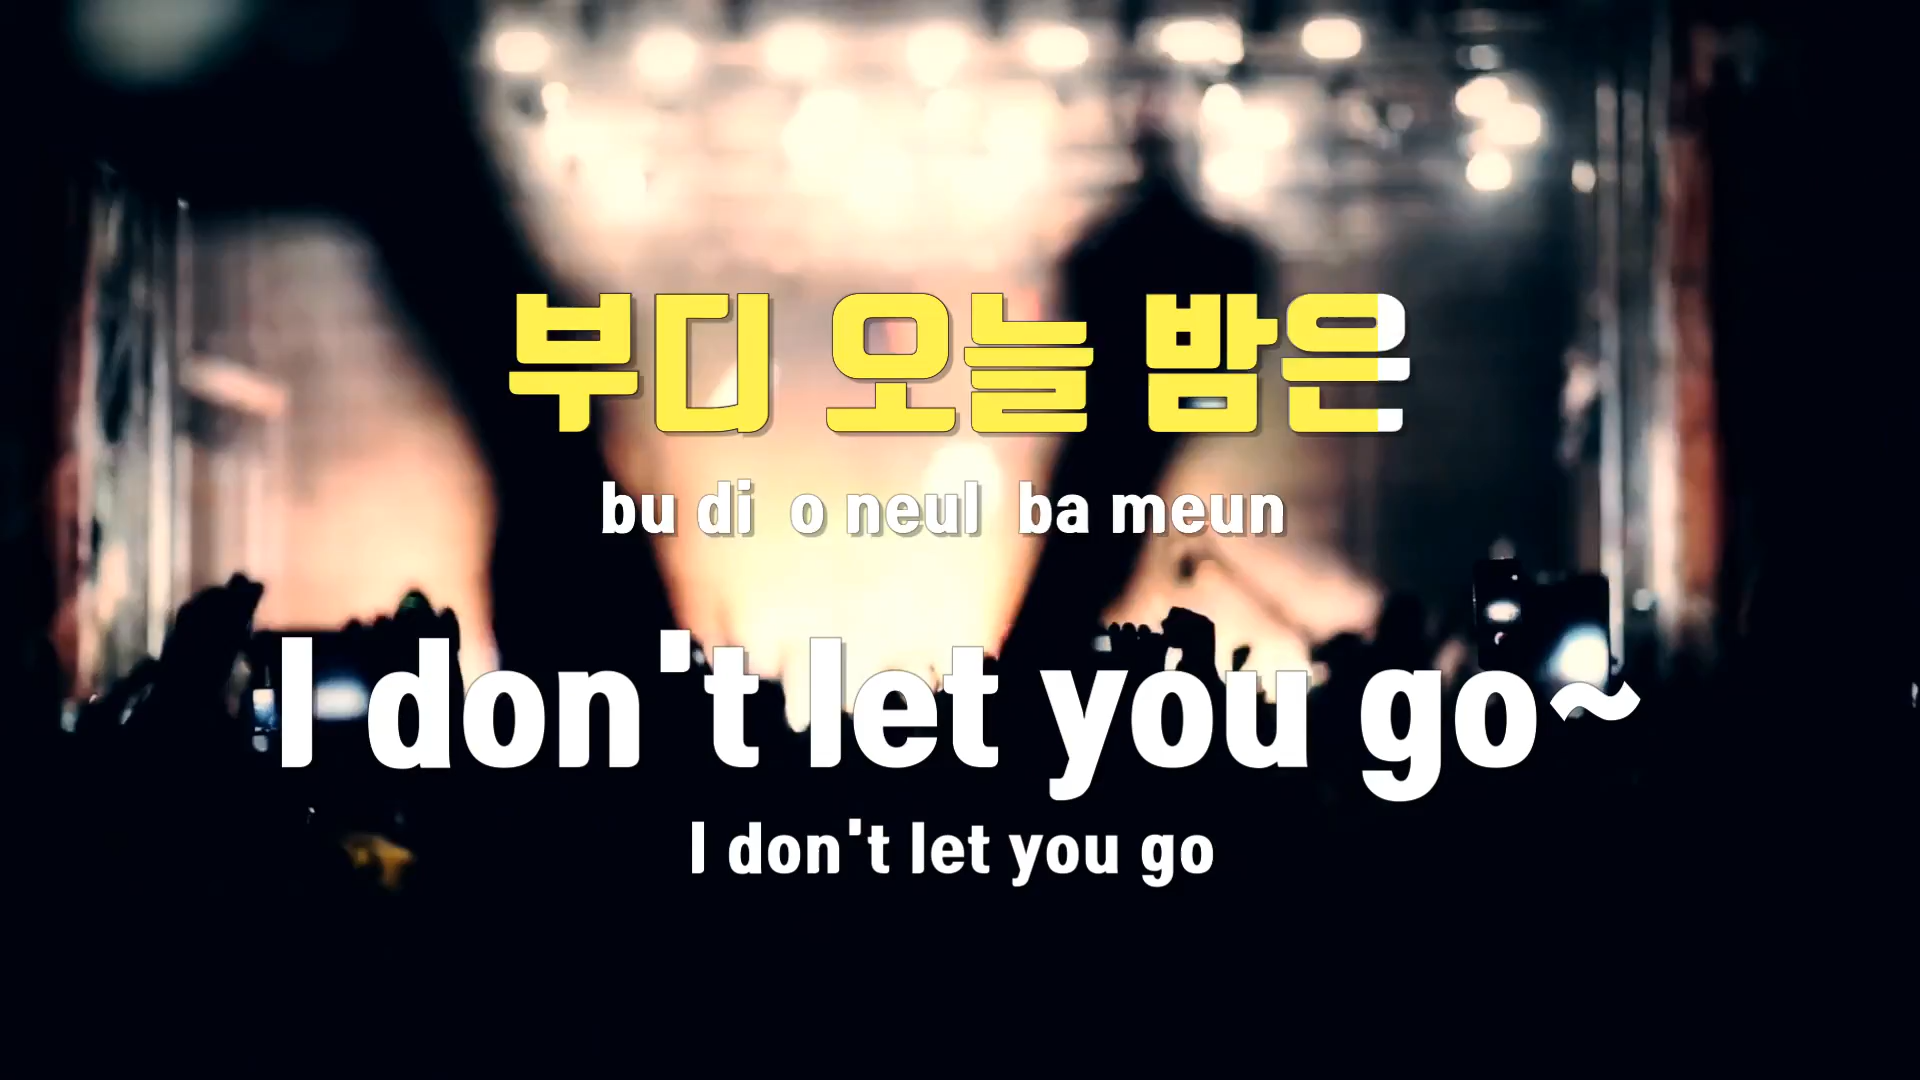 부디 오늘 밤은
bu di o neul ba meun
I don't let you go~
I don't let you go